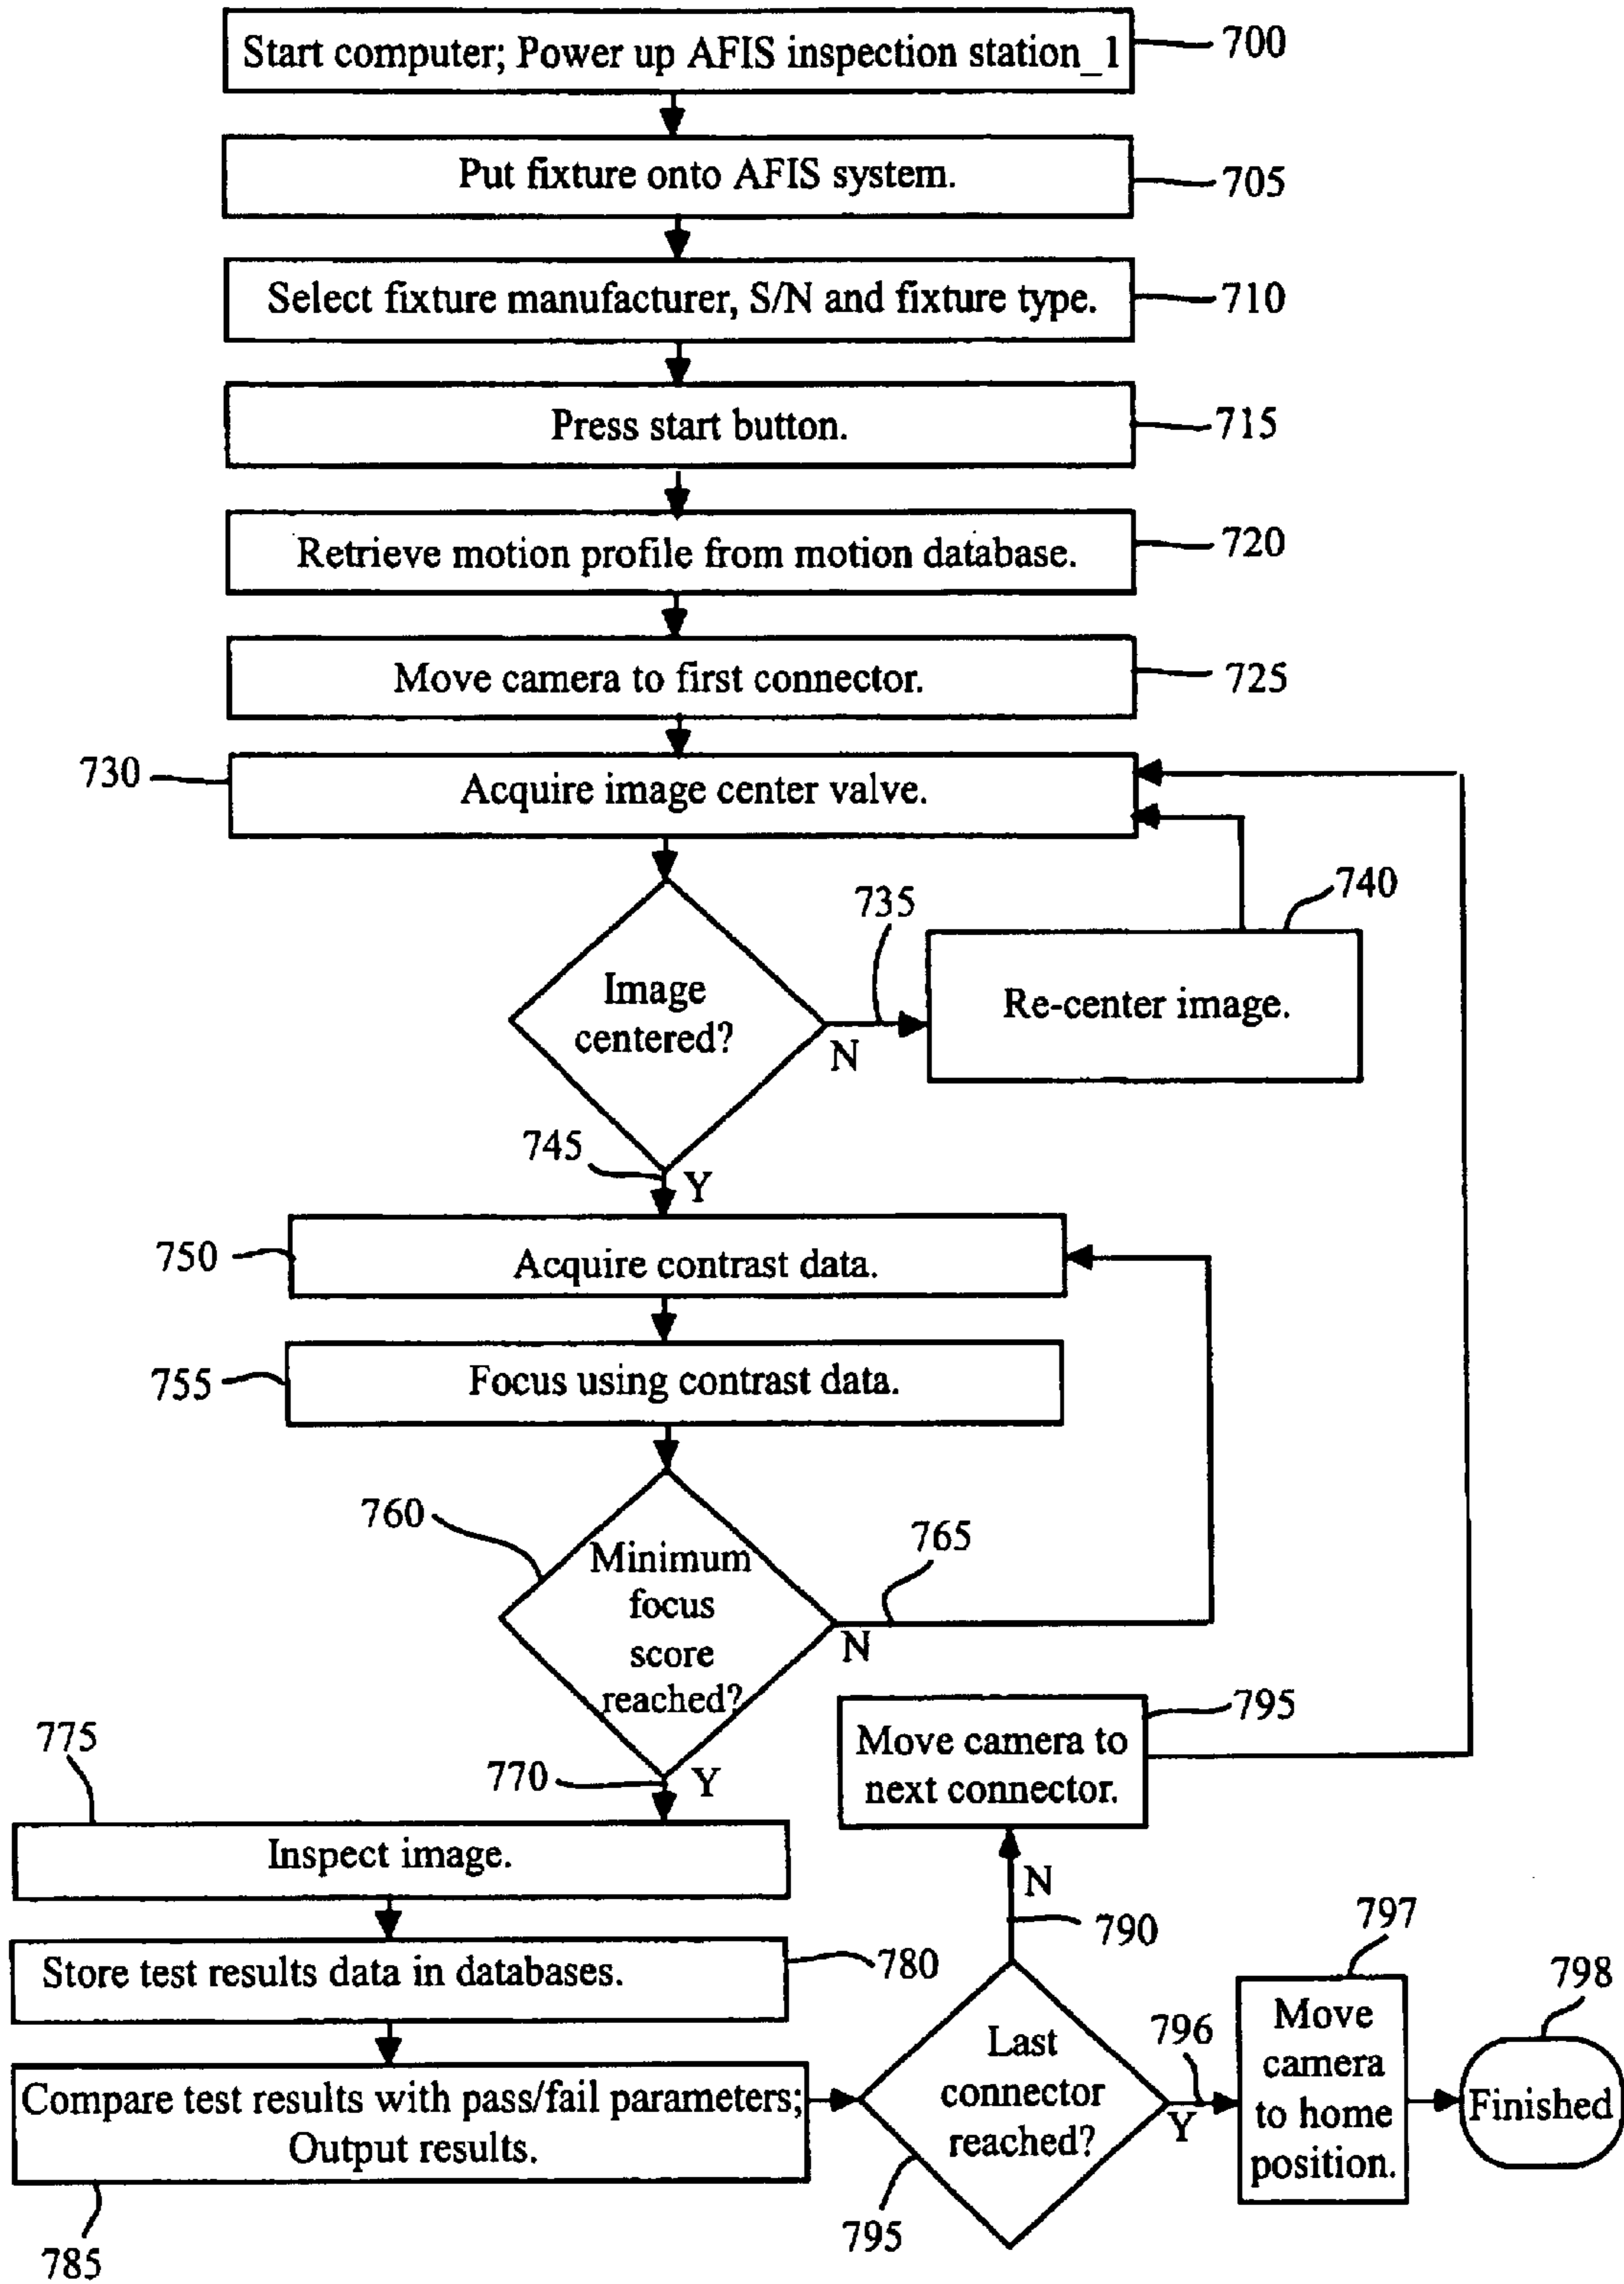 Start computer; Power up AFIS inspection station_1
700
Put fixture onto AFIS system.
705
Select fixture manufacturer, S/N and fixture type.
710
Press start button.
715
Retrieve motion profile from motion database.
720
Move camera to first connector.
725
730
Acquire image center valve.
735
740
Image
centered?
N
Re-center image.
745
Y
750
Acquire contrast data.
755
Focus using contrast data.
760
765
Minimum
focus
score
reached?
N
770
Y
795
Move camera to
next connector.
775
Inspect image.
N
790
Store test results data in databases.
780
797
798
Last
connector
reached?
796
Y
Move
camera
to home
position.
Finished
Compare test results with pass/fail parameters;
Output results.
785
795